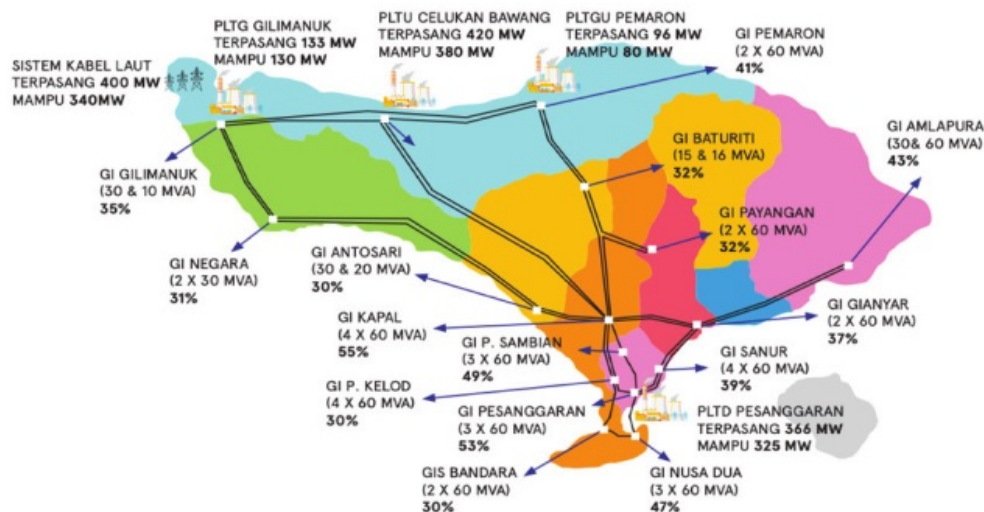 SISTEM KABEL LAUT
TERPASANG 400 MW
MAMPU 340MW
PLTG GILIMANUK
TERPASANG 133 MW
MAMPU 130 MW
PLTU CELUKAN BAWANG
TERPASANG 420 MW
MAMPU 380 MW
PLTGU PEMARON
TERPASANG 96 MW
MAMPU 80 MW
GI PEMARON
(2 X 60 MVA)
41%
GI BATURITI
(15 & 16 MVA)
32%
GI AMLAPURA
(30& 60 MVA)
43%
GI GILIMANUK
(30 & 10 MVA)
35%
GI PAYANGAN
(2 X 60 MVA)
32%
GI NEGARA
(2 X 30 MVA)
31%
GI ANTOSARI
(30 & 20 MVA)
30%
GI KAPAL
(4 X 60 MVA)
55%
GI GIANYAR
(2 X 60 MVA)
37%
GI P. SAMBIAN
(3 X 60 MVA)
49%
GI SANUR
(4 X 60 MVA)
39%
GI P. KELOD
(4 X 60 MVA)
30%
GI PESANGGARAN
(3 X 60 MVA)
53%
PLTD PESANGGARAN
TERPASANG 366 MW
MAMPU 325 MW
GIS BANDARA
(2 X 60 MVA)
30%
GI NUSA DUA
(3 X 60 MVA)
47%